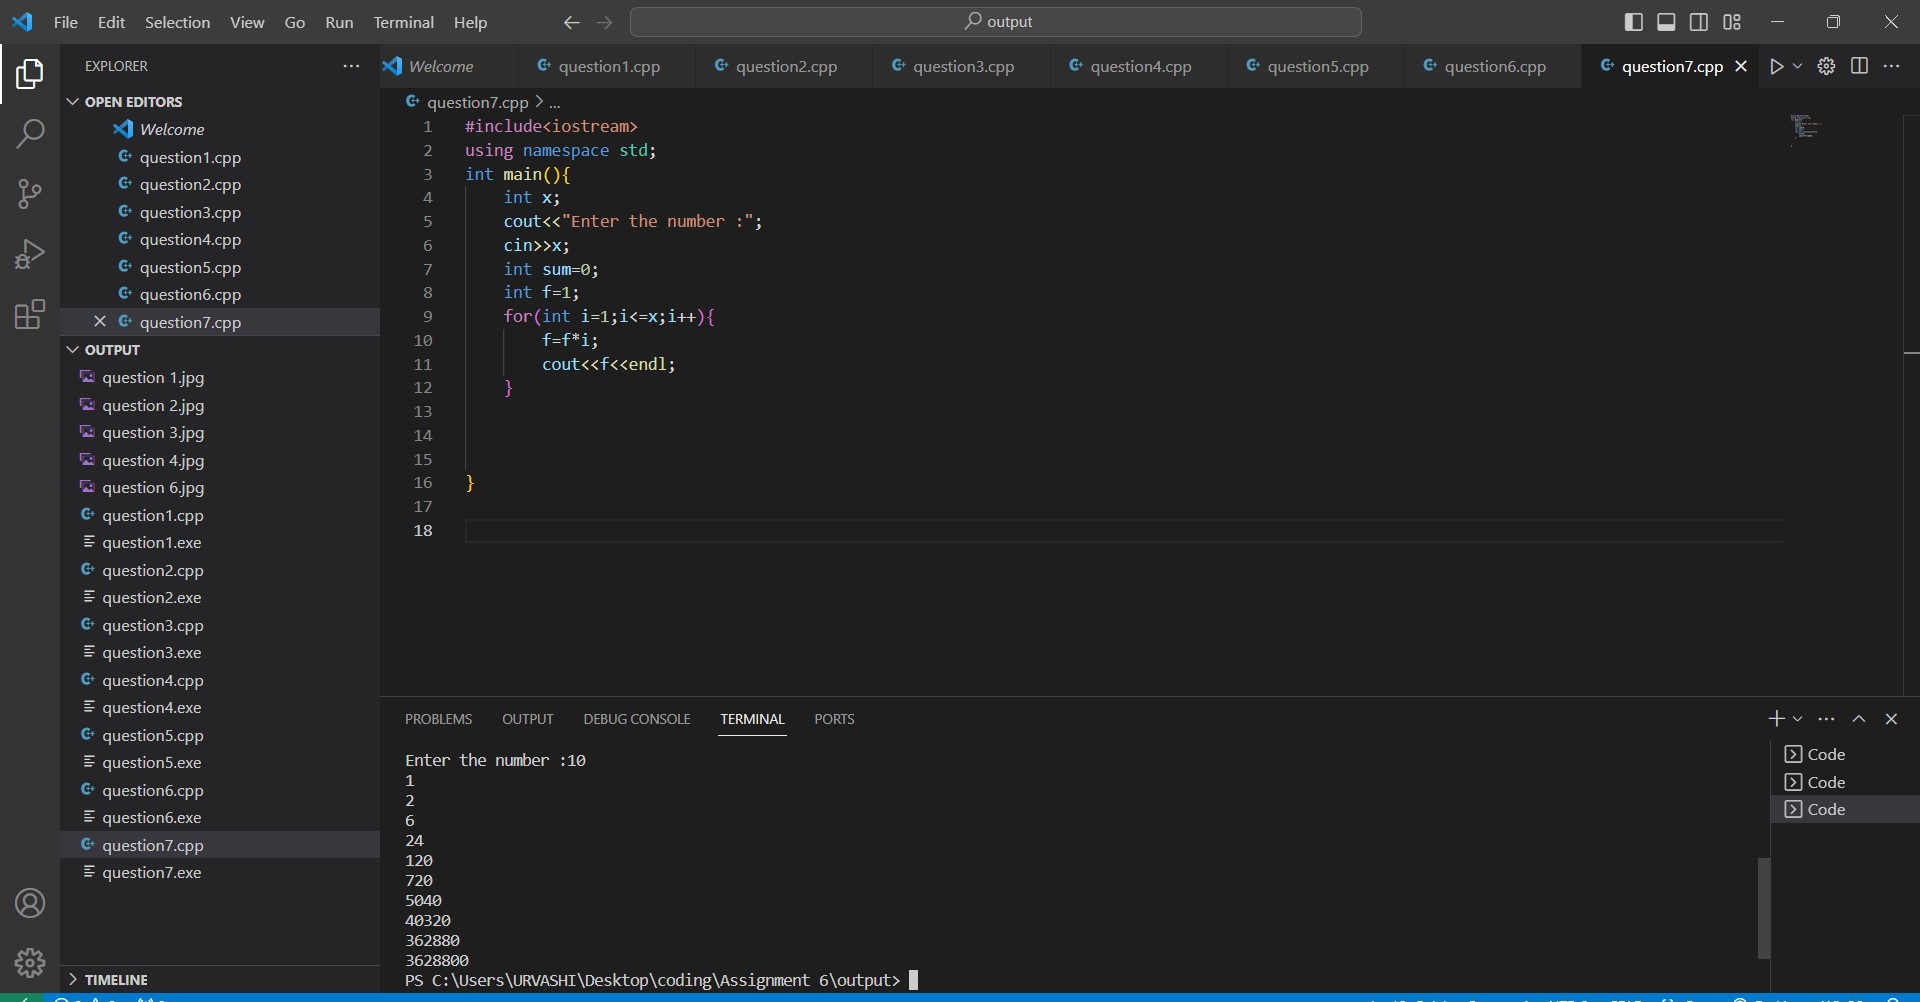 File Edit Selection View Go Run Terminal Help
output
EXPLORER
OPEN EDITORS
Welcome
question1.cpp
question2.cpp
question3.cpp
question4.cpp
question5.cpp
question6.cpp
question7.cpp
OUTPUT
question 1.jpg
question 2.jpg
question 3.jpg
question 4.jpg
question 6.jpg
question1.cpp
question1.exe
question2.cpp
question2.exe
question3.cpp
question3.exe
question4.cpp
question4.exe
question5.cpp
question5.exe
question6.cpp
question6.exe
question7.cpp
question7.exe
TIMELINE
Welcome question1.cpp question2.cpp question3.cpp question4.cpp question5.cpp question6.cpp question7.cpp
question7.cpp > ...
1 #include<iostream>
2 using namespace std;
3 int main(){
4 int x;
5 cout<<"Enter the number :";
6 cin>>x;
7 int sum=0;
8 int f=1;
9 for(int i=1;i<=x;i++){
10 f=f*i;
11 cout<<f<<endl;
12 }
13
14
15
16 }
17
18
PROBLEMS OUTPUT DEBUG CONSOLE TERMINAL PORTS
Enter the number :10
1
2
6
24
120
720
5040
40320
362880
3628800
PS C:\Users\URVASHI\Desktop\coding\Assignment 6\output>
Code
Code
Code